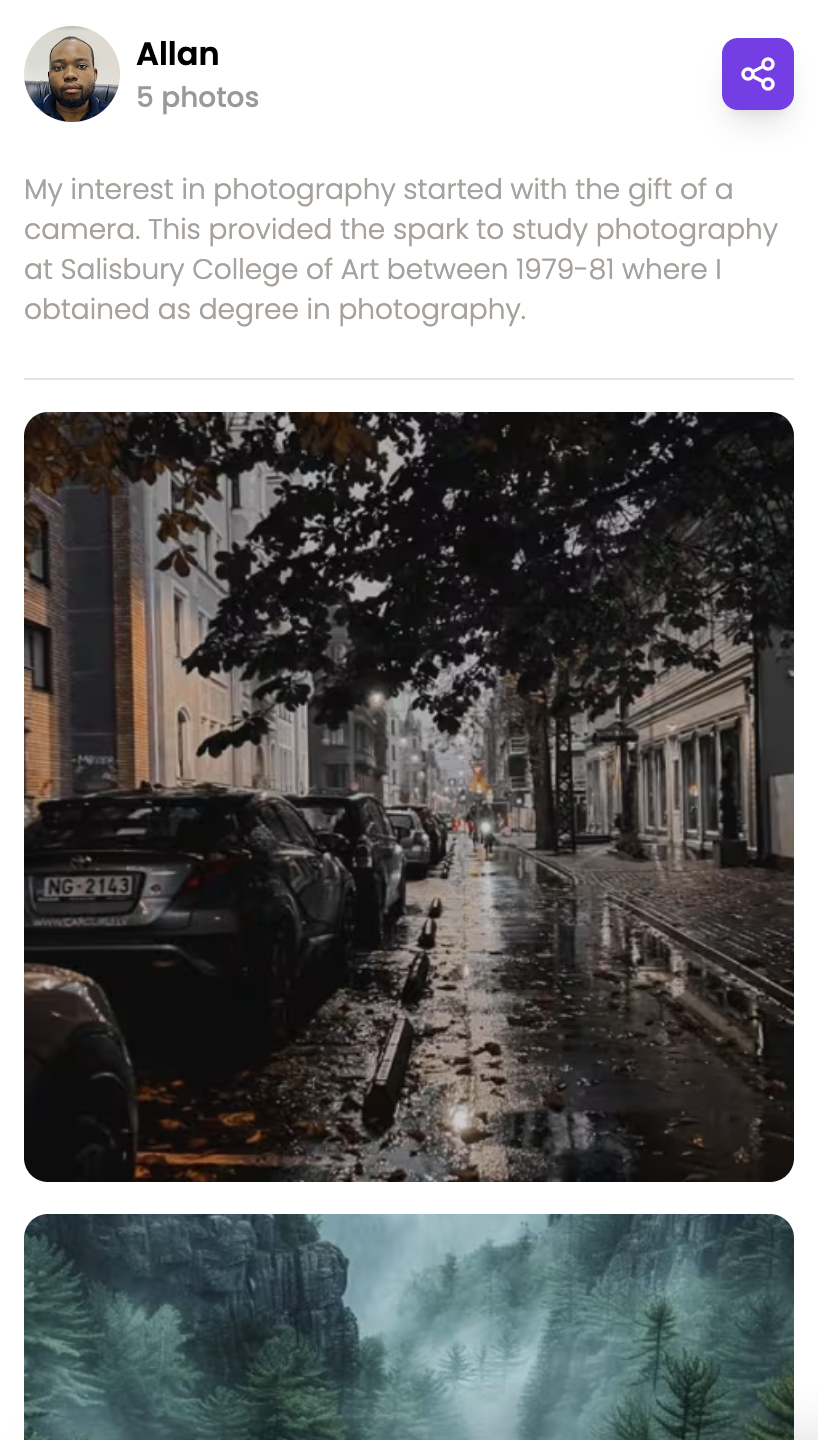 Allan
5 photos
My interest in photography started with the gift of a
camera. This provided the spark to study photography
at Salisbury College of Art between 1979-81 where I
obtained as degree in photography.
NG-2143